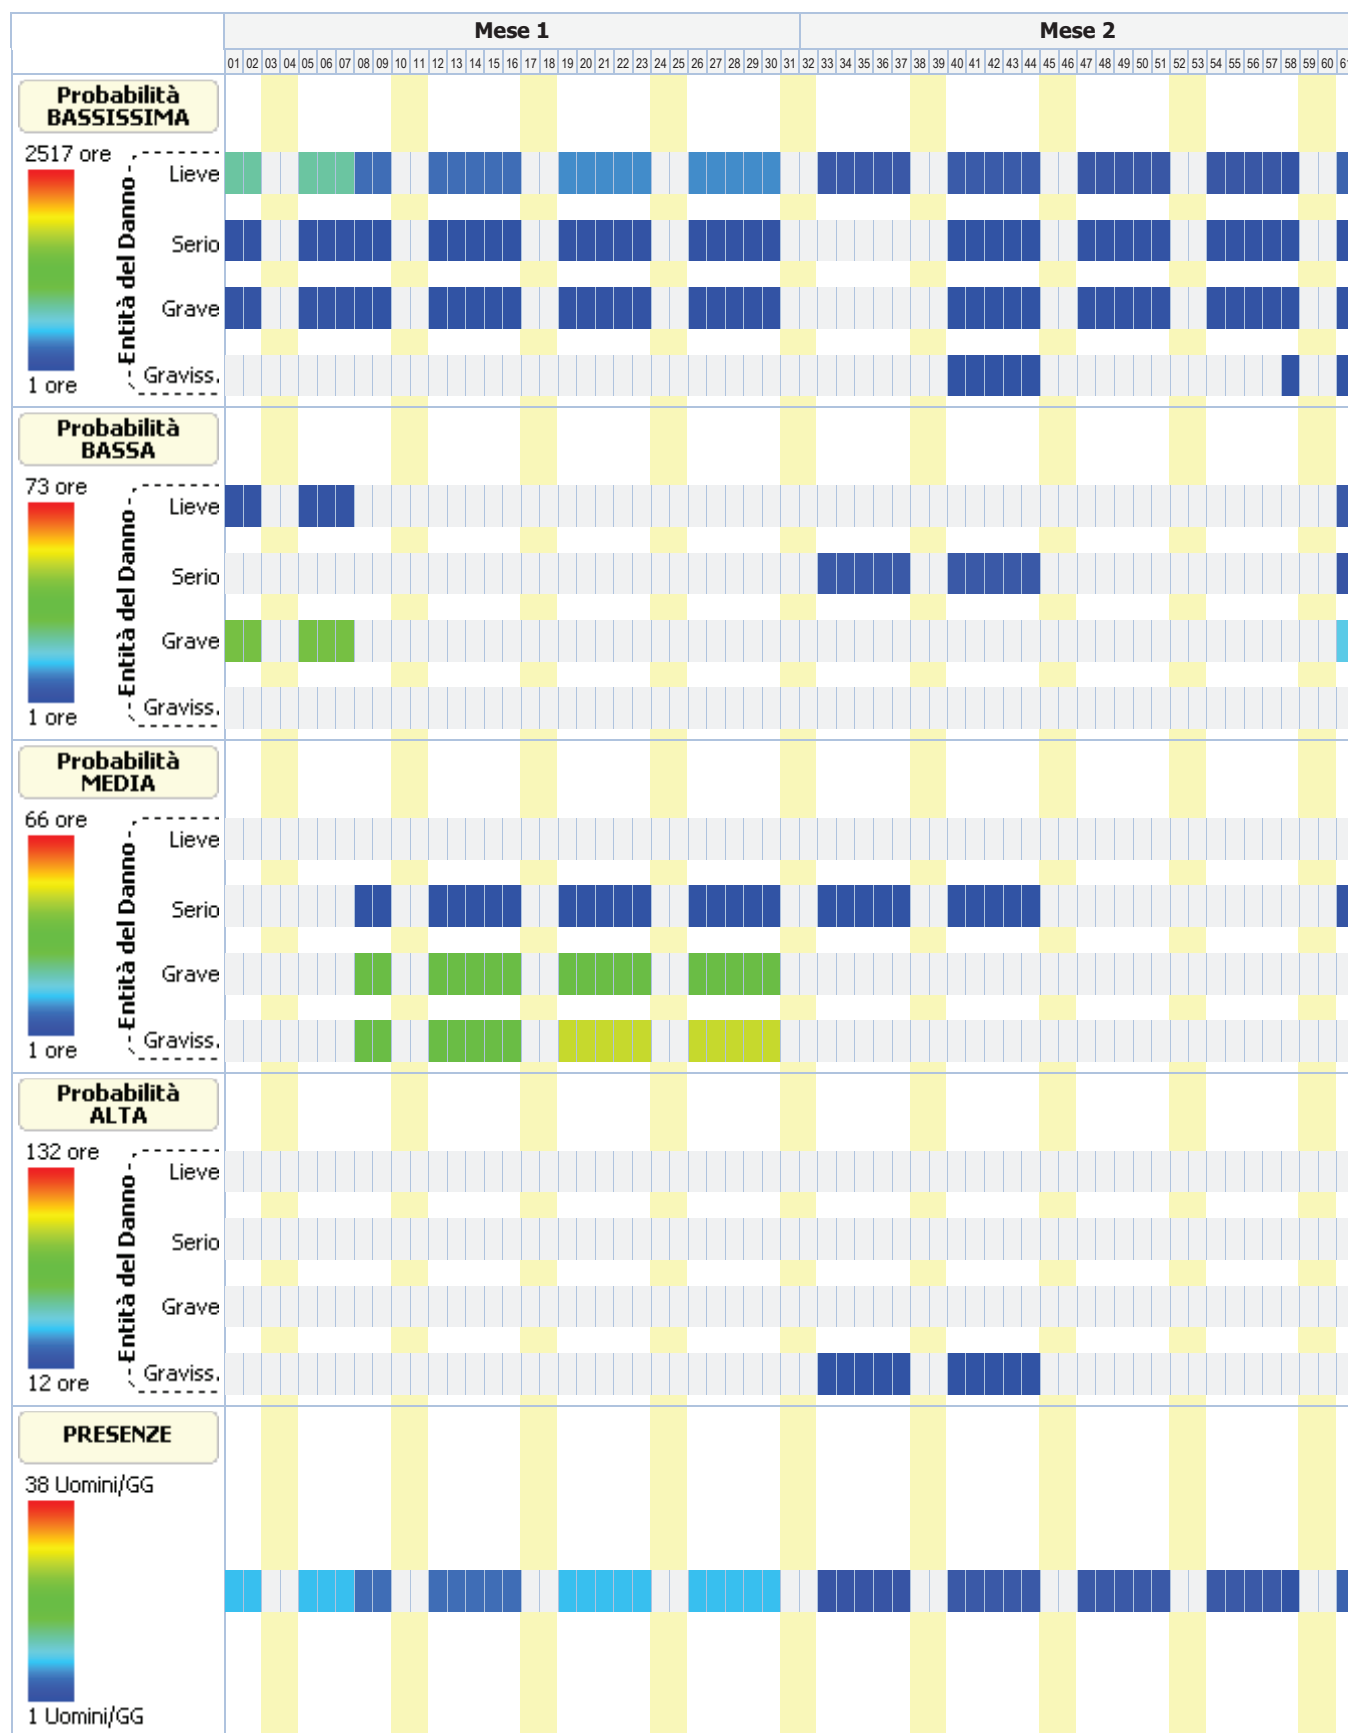 Mese 1 Mese 2
01 02 03 04 05 06 07 08 09 10 11 12 13 14 15 16 17 18 19 20 21 22 23 24 25 26 27 28 29 30 31 32 33 34 35 36 37 38 39 40 41 42 43 44 45 46 47 48 49 50 51 52 53 54 55 56 57 58 59 60
Probabilità
BASSISSIMA
2517 ore
Entità del Danno
Lieve
Serio
Grave
Graviss.
1 ore
Probabilità
BASSA
73 ore
Entità del Danno
Lieve
Serio
Grave
Graviss.
1 ore
Probabilità
MEDIA
66 ore
Entità del Danno
Lieve
Serio
Grave
Graviss.
1 ore
Probabilità
ALTA
132 ore
Entità del Danno
Lieve
Serio
Grave
Graviss.
12 ore
PRESENZE
38 Uomini/GG
1 Uomini/GG